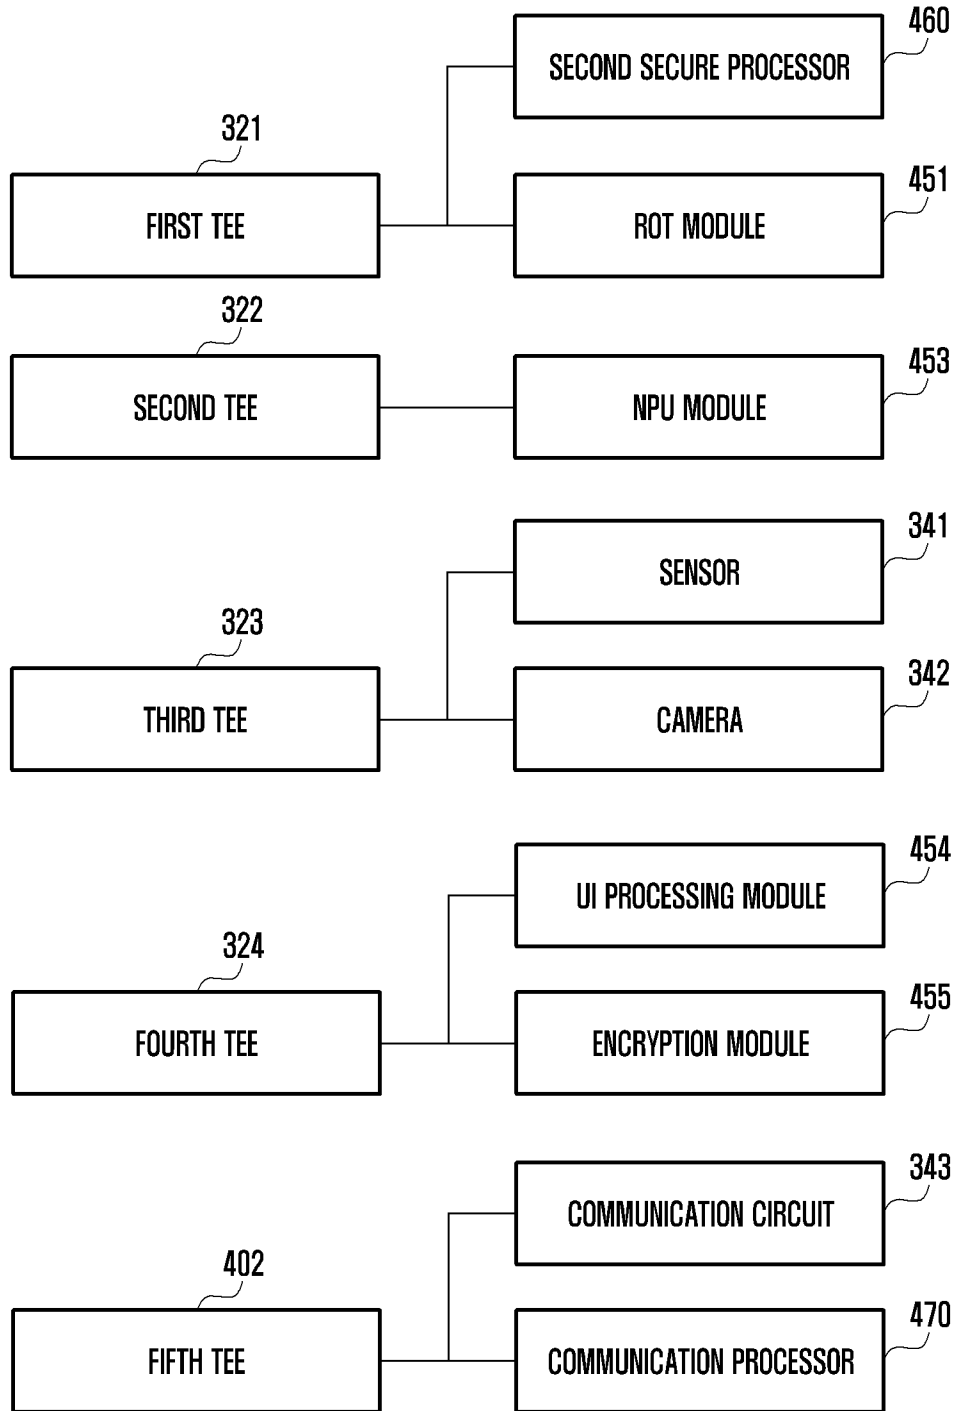 460
SECOND SECURE PROCESSOR
321
451
FIRST TEE
ROT MODULE
322
453
SECOND TEE
NPU MODULE
341
SENSOR
323
342
THIRD TEE
CAMERA
454
UI PROCESSING MODULE
324
455
FOURTH TEE
ENCRYPTION MODULE
343
COMMUNICATION CIRCUIT
402
470
FIFTH TEE
COMMUNICATION PROCESSOR